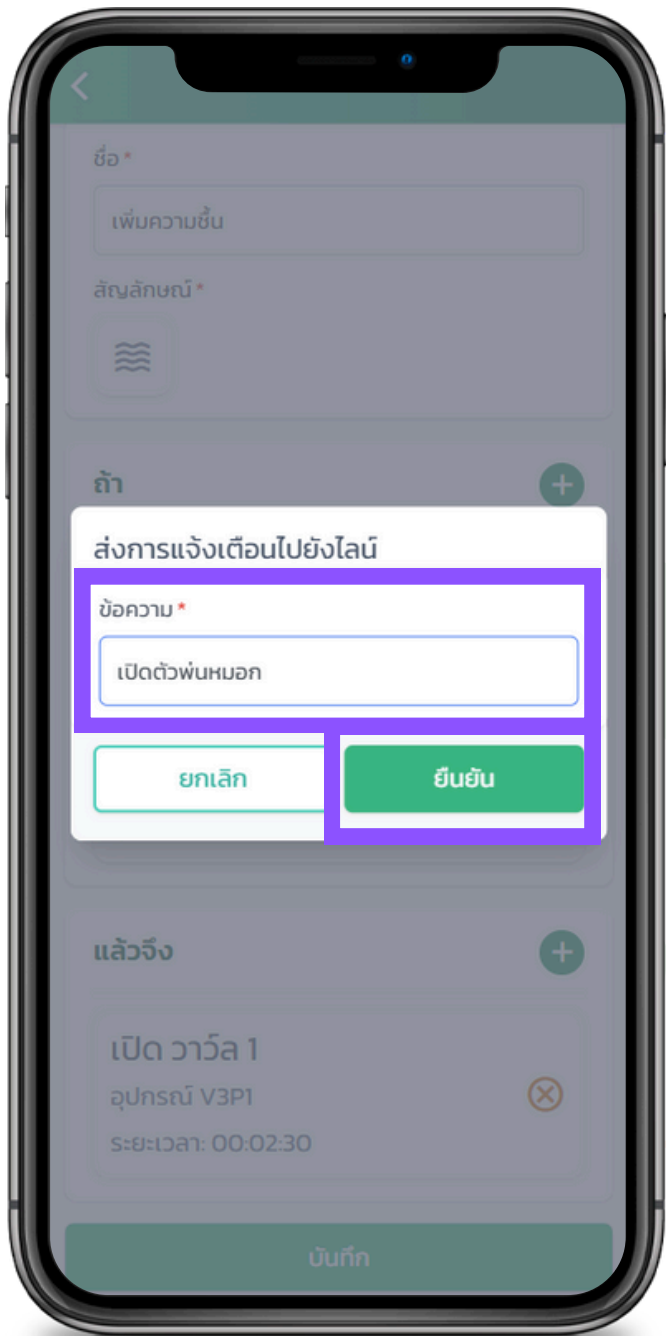 ชื่อ *
เพิ่มความชื้น
สัญลักษณ์ *
ถ้า
ส่งการแจ้งเตือนไปยังไลน์
ข้อความ *
เปิดตัวพ่นหมอก
ยกเลิก
ยืนยัน
แล้วจึง
เปิด วาว์ล 1
อุปกรณ์ V3P1
ระยะเวลา: 00:02:30
บันทึก